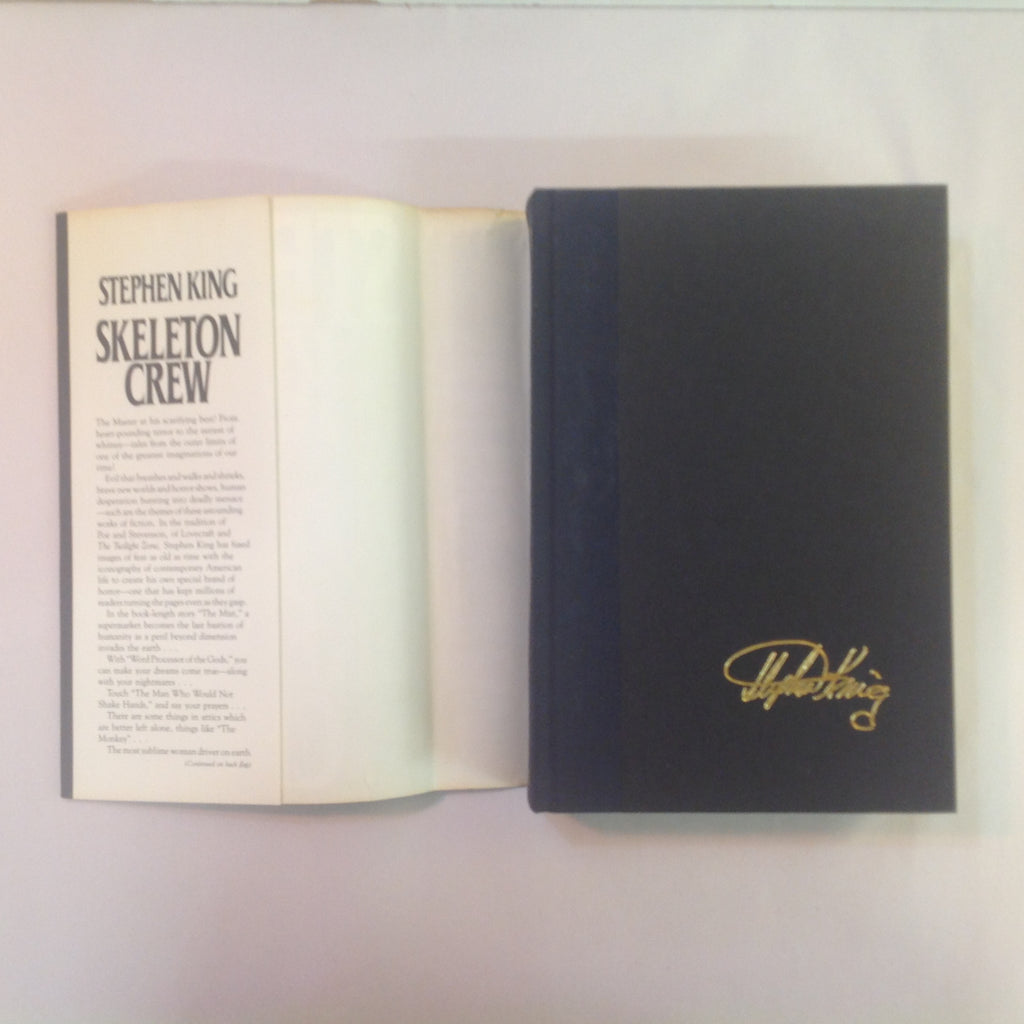 STEPHEN KING
SKELETON
CREW
The Master at his scarifying best! From
heart-pounding terror to the eeriest of
whimsy—tales from the outer limits of
one of the greatest imaginations of our
time!
Evil that breathes and walks and shrieks,
brave new worlds and horror shows, human
desperation bursting into deadly menace
—such are the themes of these astounding
works of fiction. In the tradition of
Poe and Stevenson, of Lovecraft and
The Twilight Zone, Stephen King has fused
images of fear as old as time with the
iconography of contemporary American
life to create his own special brand of
horror—one that has kept millions of
readers turning the pages even as they gasp.
In the book-length story "The Mist," a
supermarket becomes the last bastion of
humanity as a peril beyond dimension
invades the earth . . .
With "Word Processor of the Gods," you
can make your dreams come true—along
with your nightmares . . .
Touch "The Man Who Would Not
Shake Hands," and say your prayers . . .
There are some things in attics which
are better left alone, things like "The
Monkey" . . .
The most sublime woman driver on earth
(Continued on back flap)
Stephen King